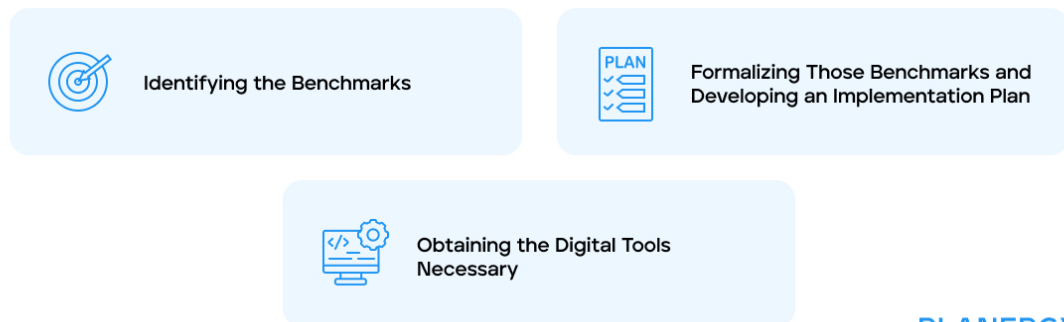 Identifying the Benchmarks
PLAN
Formalizing Those Benchmarks and
Developing an Implementation Plan
</>
Obtaining the Digital Tools
Necessary